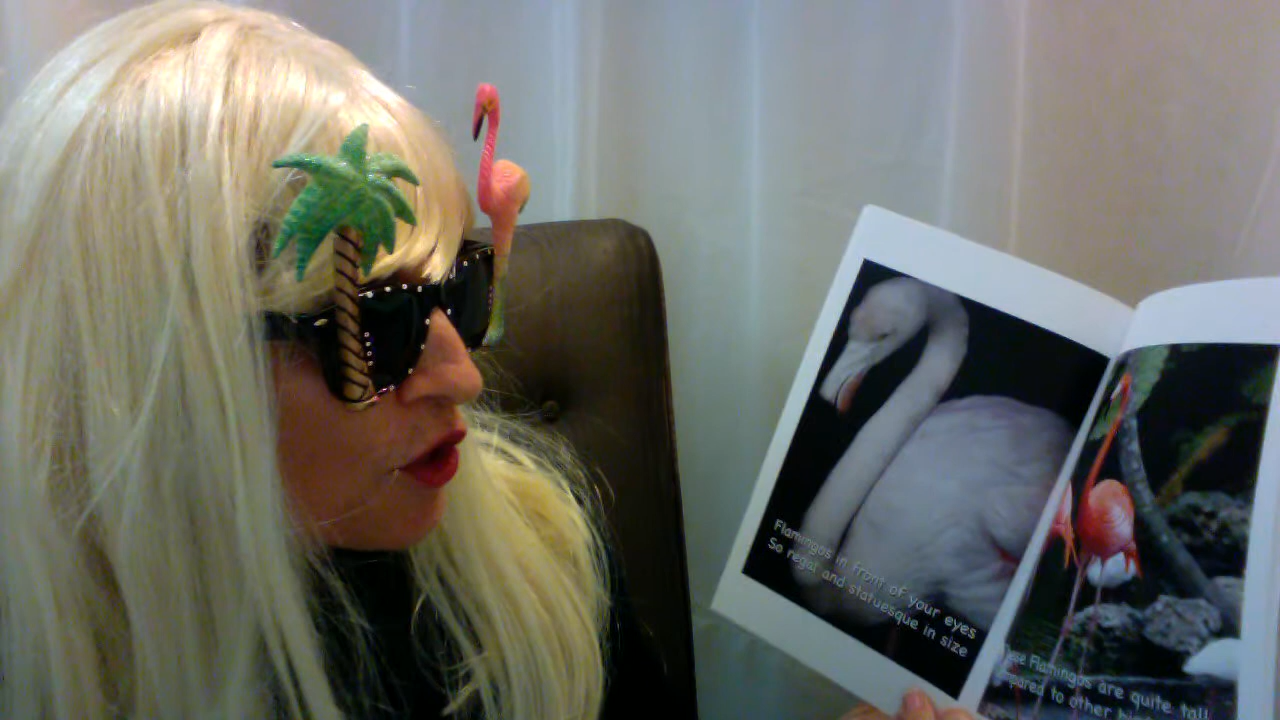 Flamingos in front of your eyes
So regal and statuesque in size
Flamingos are quite tall
to other